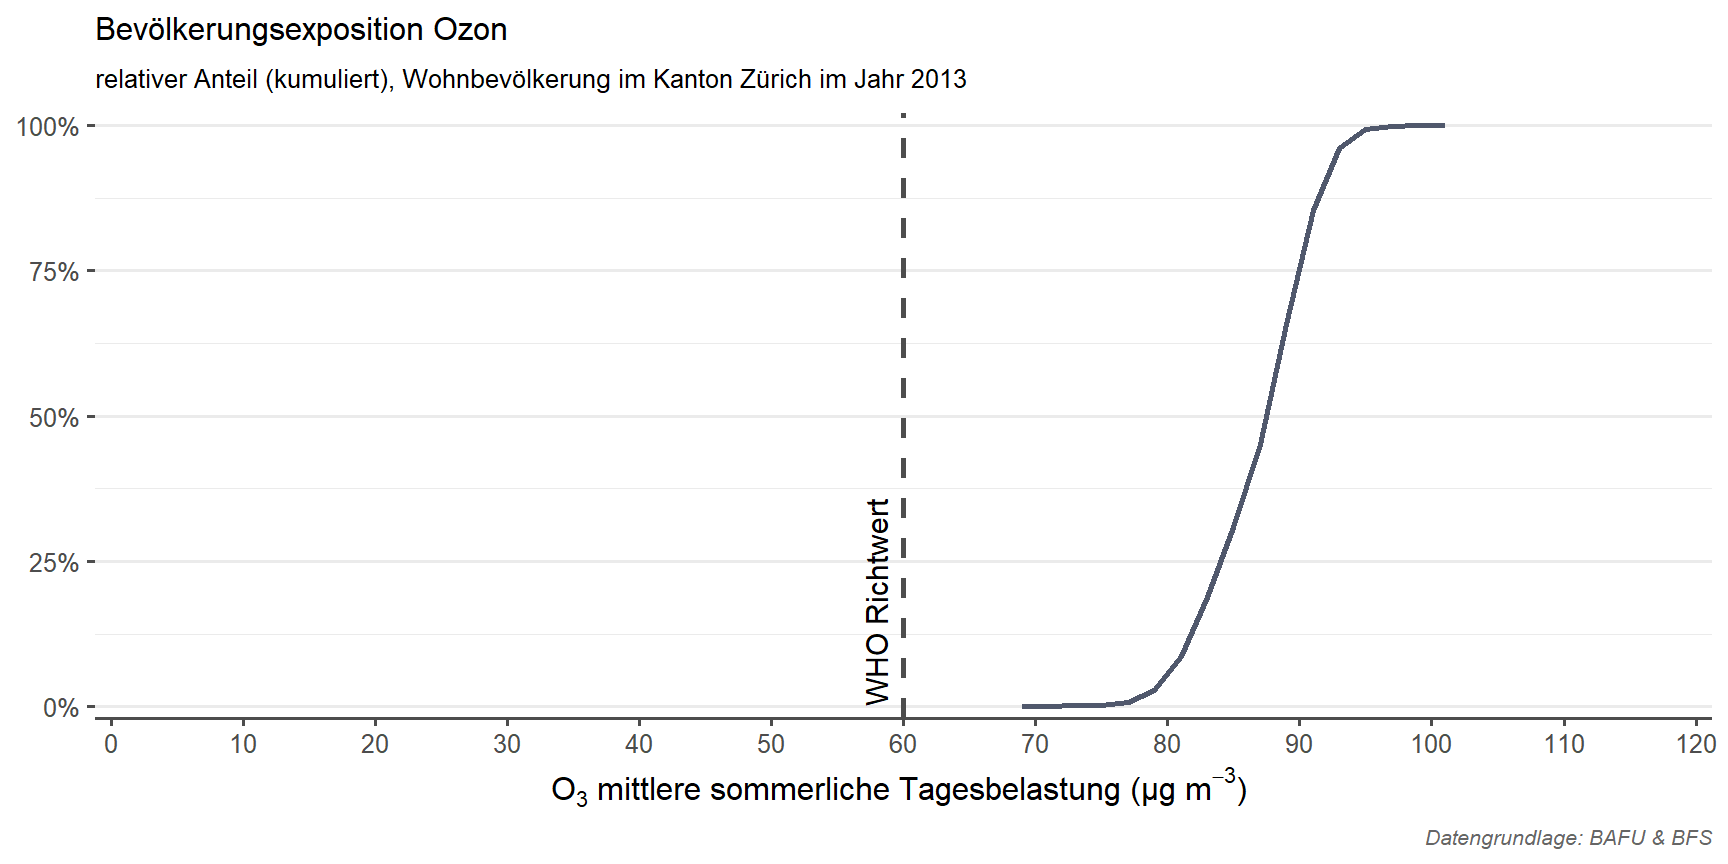 Bevölkerungsexposition Ozon
relativer Anteil (kumuliert), Wohnbevölkerung im Kanton Zürich im Jahr 2013
100%
75%
50%
25%
0%
WHO Richtwert
0 10 20 30 40 50 60 70 80 90 100 110 120
O₃ mittlere sommerliche Tagesbelastung (µg m⁻³)
Datengrundlage: BAFU & BFS